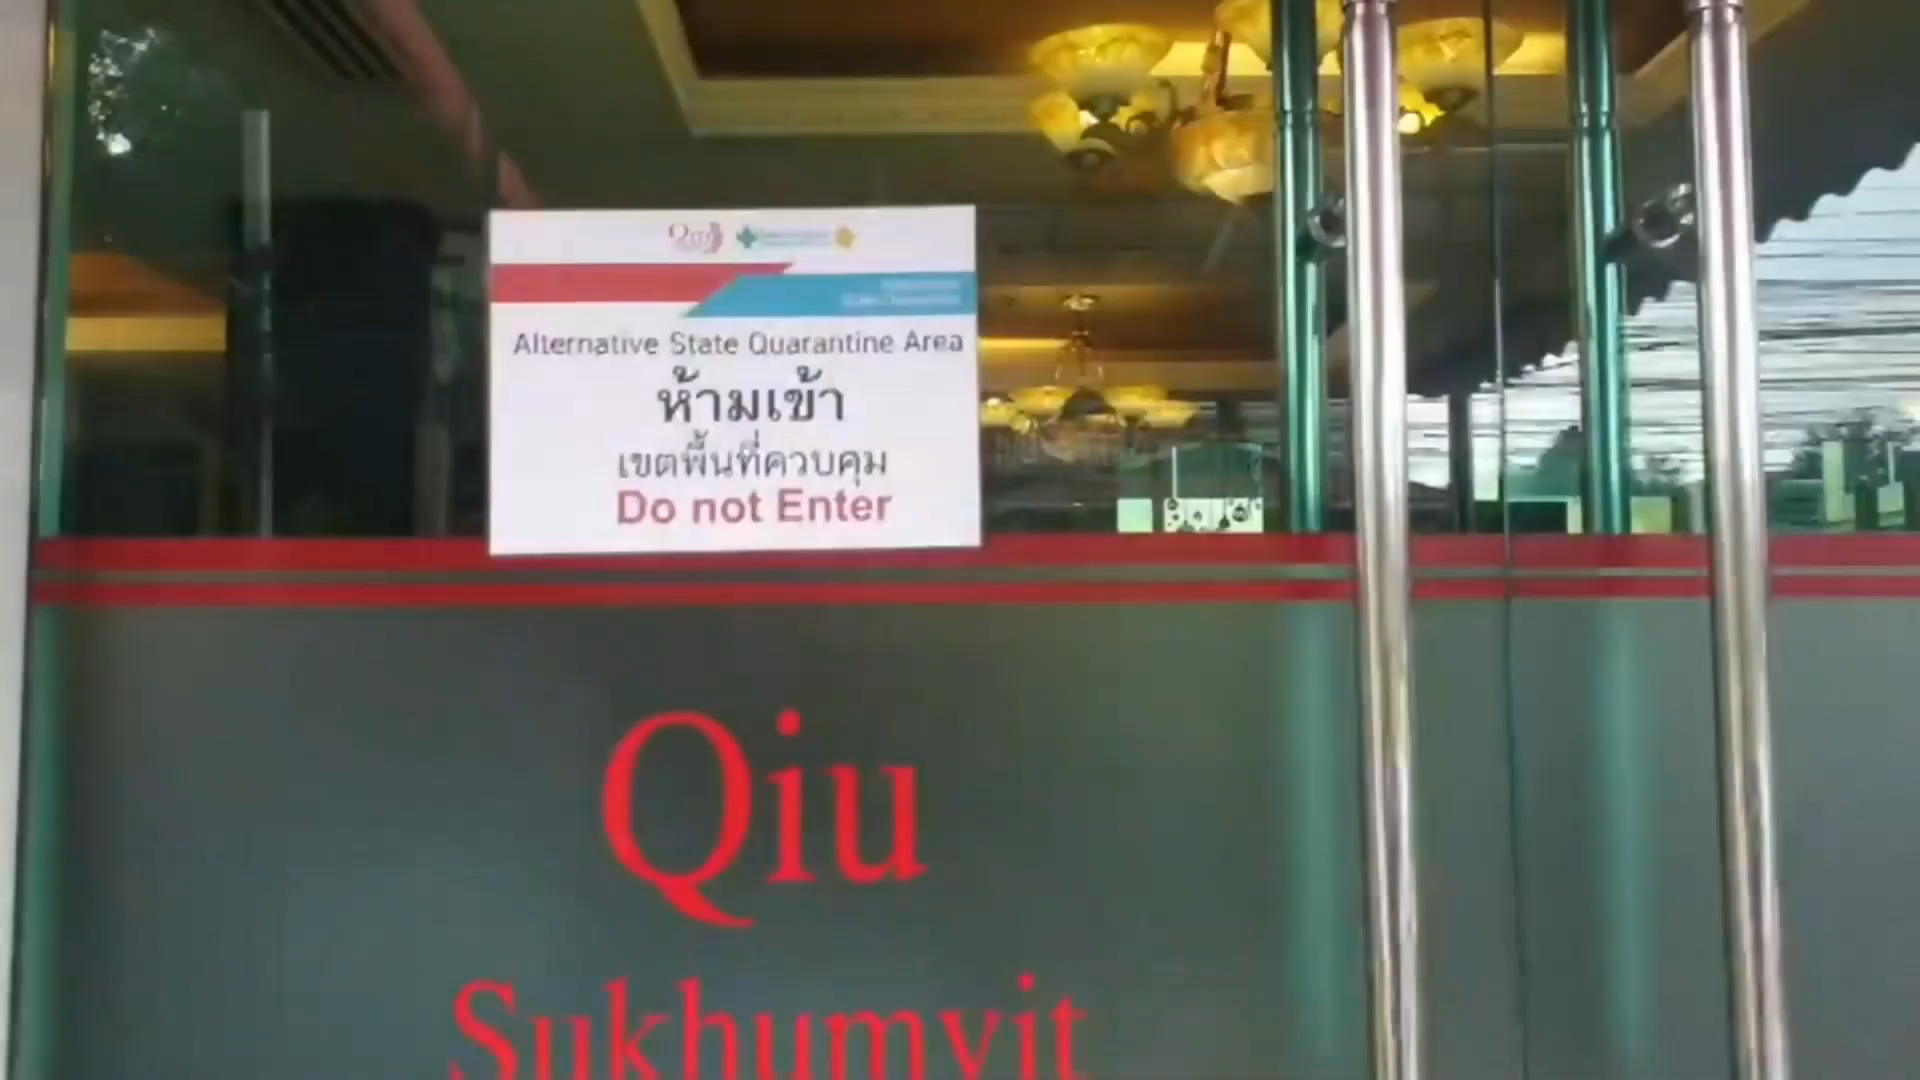 Qiu
Alternative State Quarantine Area
ห้ามเข้า
เขตพื้นที่ควบคุม
Do not Enter
Qiu
Sukhumvit